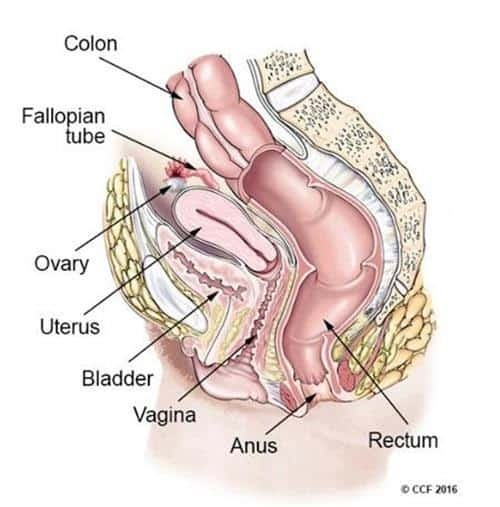 Colon
Fallopian
tube
Ovary
Uterus
Bladder
Vagina
Anus
Rectum
© CCF 2016